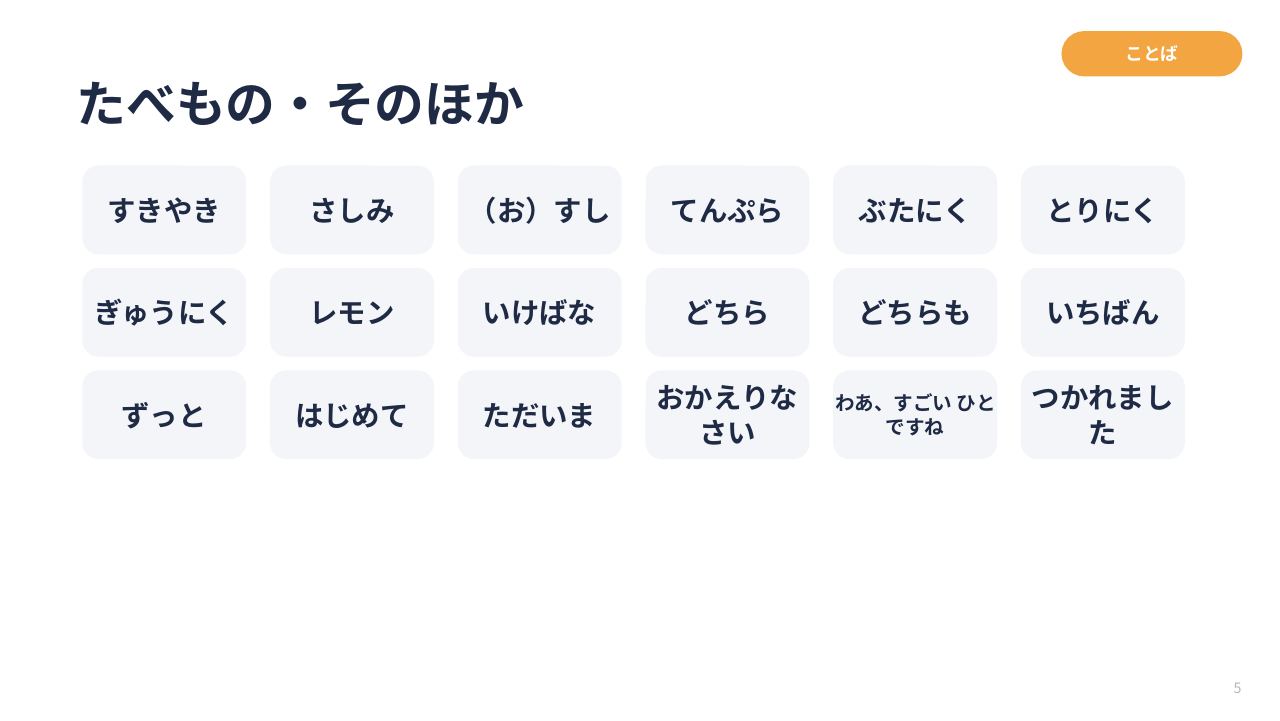 ことば
たべもの・そのほか
すきやき
さしみ
（お）すし
てんぷら
ぶたにく
とりにく
ぎゅうにく
レモン
いけばな
どちら
どちらも
いちばん
ずっと
はじめて
ただいま
おかえりな
さい
わあ、すごい ひと
ですね
つかれまし
た
5